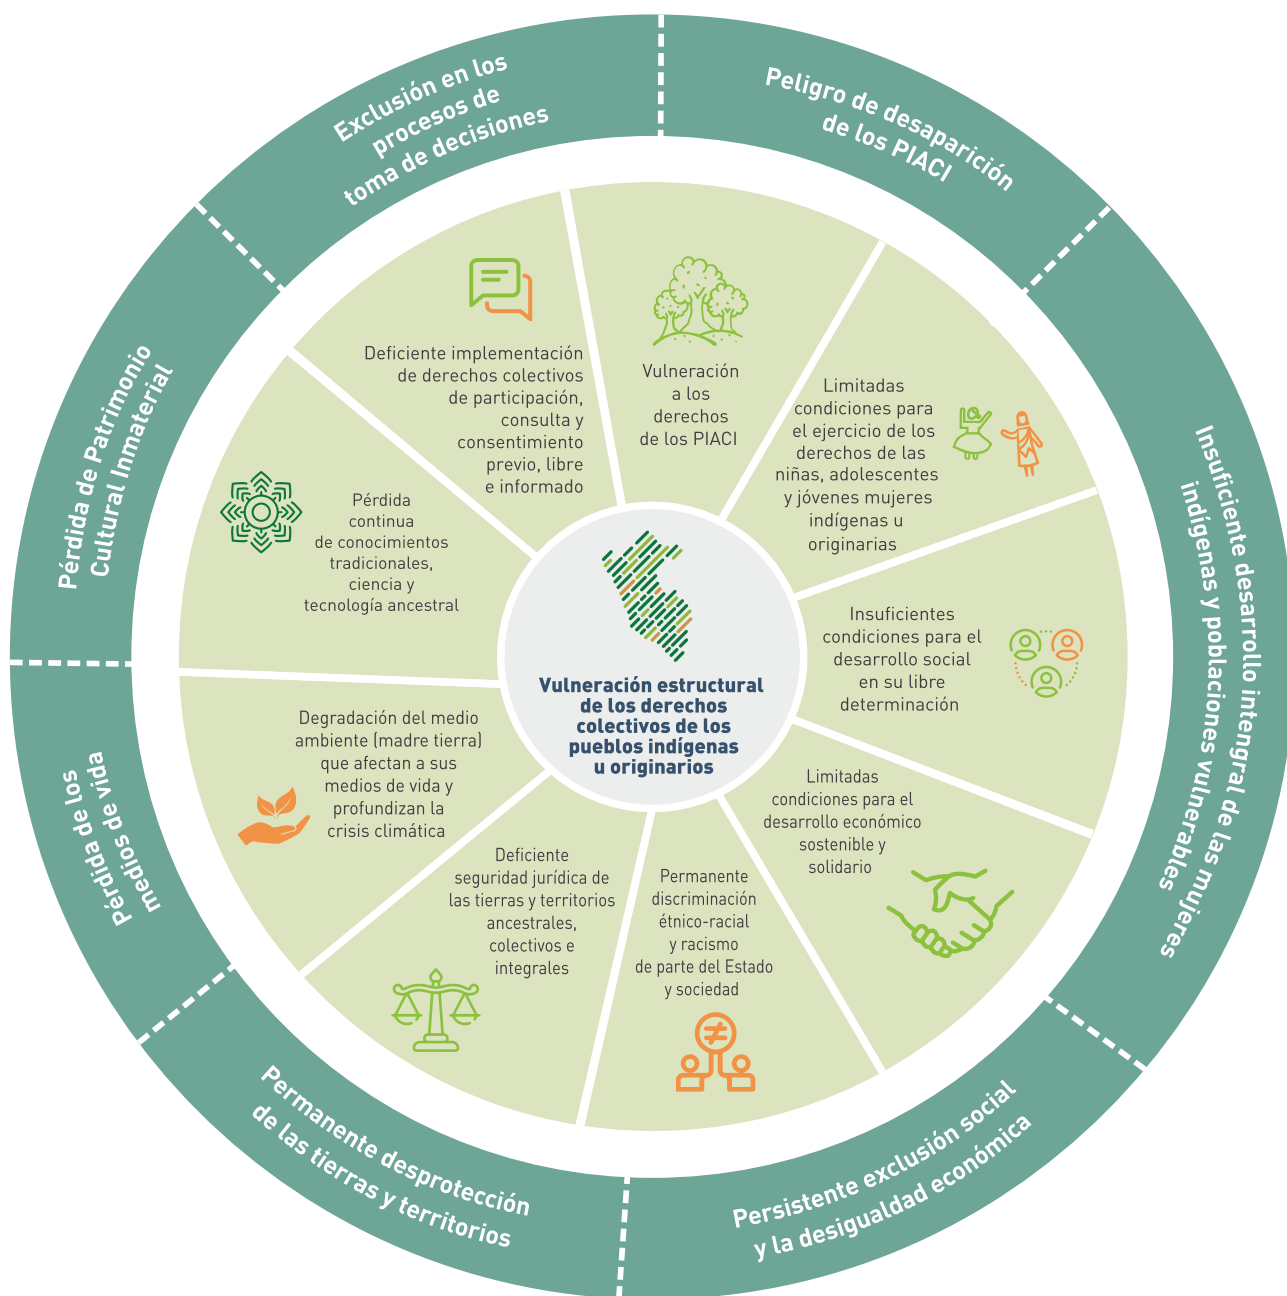 Exclusión en los
procesos de
toma de decisiones
Peligro de desaparición
de los PIACI
Insuficiente desarrollo intengral de las mujeres
indígenas y poblaciones vulnerables
Persistente exclusión social
y la desigualdad económica
Permanente desprotección
de las tierras y territorios
Pérdida de los
medios de vida
Pérdida de Patrimonio
Cultural Inmaterial
Deficiente implementación
de derechos colectivos
de participación,
consulta y
consentimiento
previo, libre
e informado
Vulneración
a los
derechos
de los PIACI
Limitadas
condiciones para
el ejercicio de los
derechos de las
niñas, adolescentes
y jóvenes mujeres
indígenas u
originarias
Insuficientes
condiciones para el
desarrollo social
en su libre
determinación
Limitadas
condiciones para el
desarrollo económico
sostenible y
solidario
Permanente
discriminación
étnico-racial
y racismo
de parte del Estado
y sociedad
Deficiente
seguridad jurídica de
las tierras y territorios
ancestrales,
colectivos e
integrales
Degradación del medio
ambiente (madre tierra)
que afectan a sus
medios de vida y
profundizan la
crisis climática
Pérdida
continua
de conocimientos
tradicionales,
ciencia y
tecnología ancestral
Vulneración estructural
de los derechos
colectivos de los
pueblos indígenas
u originarios